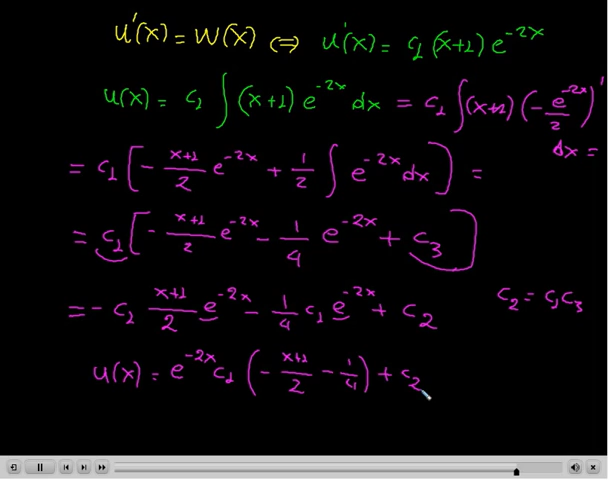 u'(x) = W(x) ⇔ u'(x) = c₁ (x+1) e^{-2x}
u(x) = c₁ ∫ (x+1) e^{-2x} dx = c₁ ∫ (x+1) (- e^{-2x}/2)' dx =
= c₁ (- (x+1)/2 e^{-2x} + 1/2 ∫ e^{-2x} dx) =
= c₁ [- (x+1)/2 e^{-2x} - 1/4 e^{-2x} + c₃]
= - c₁ (x+1)/2 e^{-2x} - 1/4 c₁ e^{-2x} + c₂
c₂ = c₁c₃
u(x) = e^{-2x} c₁ (- (x+1)/2 - 1/4) + c₂